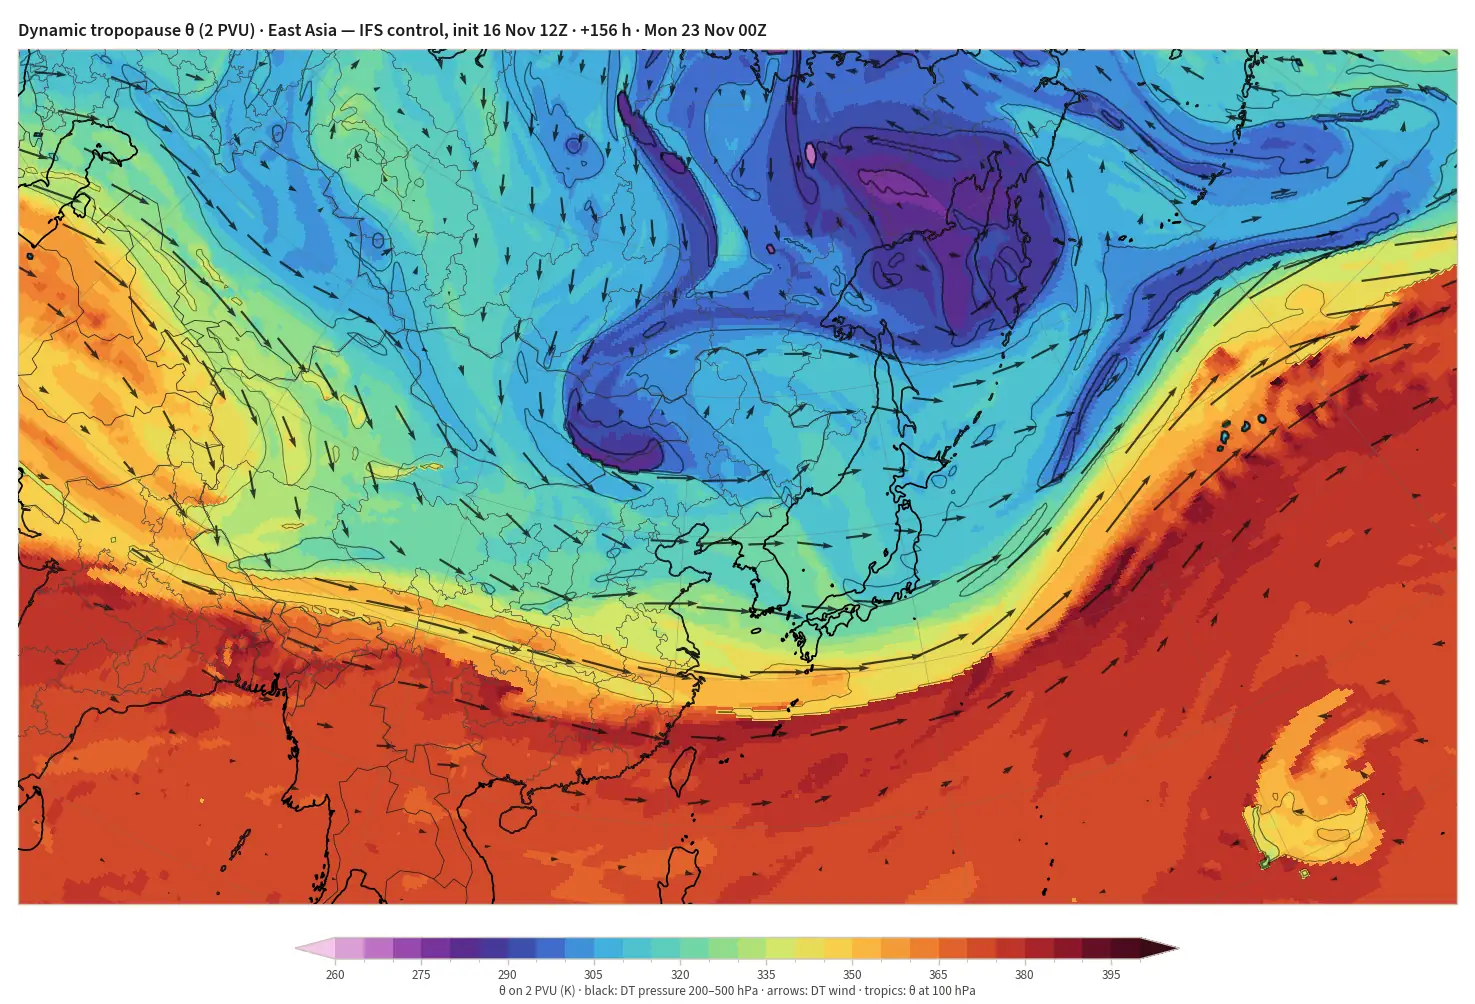 Dynamic tropopause θ (2 PVU) · East Asia — IFS control, init 16 Nov 12Z · +156 h · Mon 23 Nov 00Z
260 275 290 305 320 335 350 365 380 395
θ on 2 PVU (K) · black: DT pressure 200–500 hPa · arrows: DT wind · tropics: θ at 100 hPa